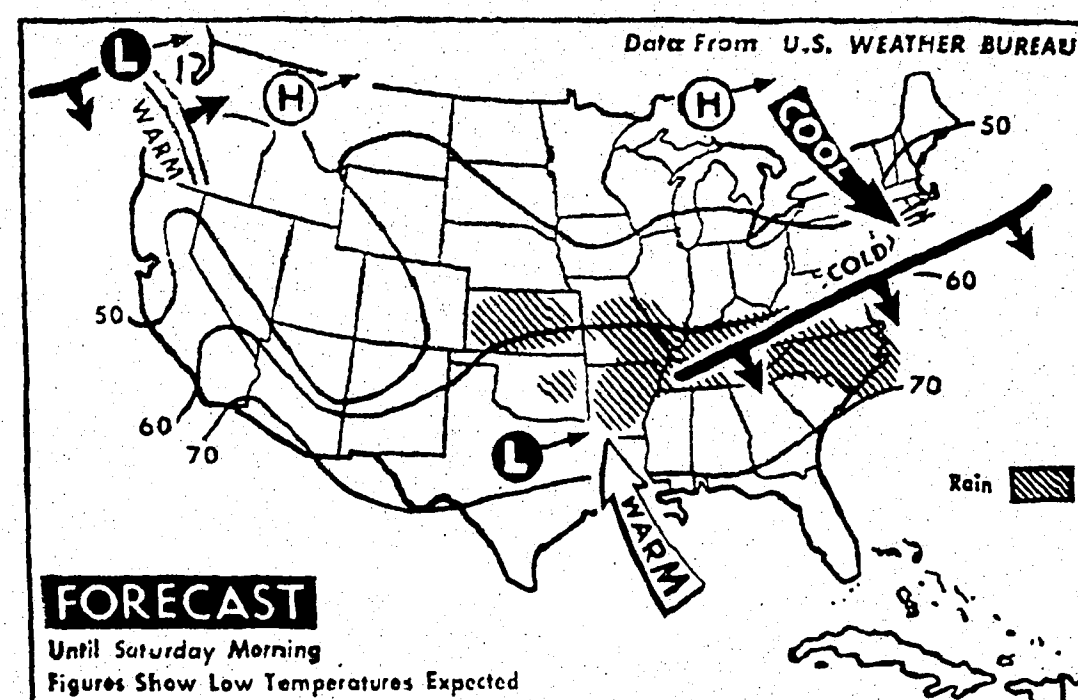 Data From U.S. WEATHER BUREAU
L
H
H
WARM
COOL
50
COLD
60
50
70
60
70
L
WARM
Rain
FORECAST
Until Saturday Morning
Figures Show Low Temperatures Expected